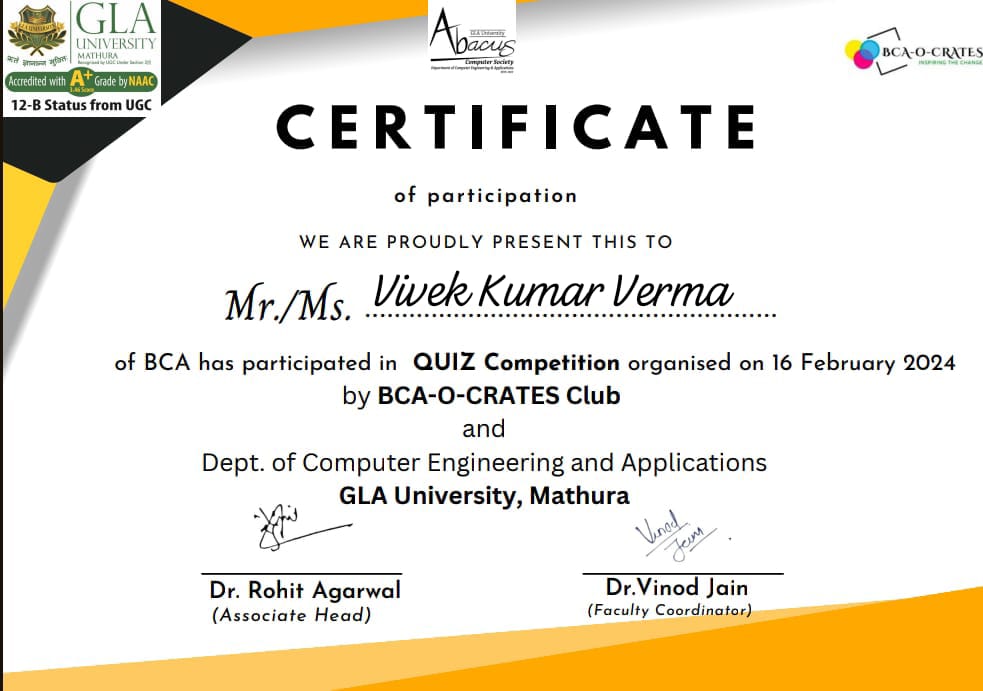 GLA
UNIVERSITY
MATHURA
Recognised by UGC Under Section 2(f)
Accredited with A+ Grade by NAAC
3.46 Score
12-B Status from UGC
GLA University
Abacus
Computer Society
Department of Computer Engineering & Applications
BCA-O-CRATES
INSPIRING THE CHANGE
CERTIFICATE
of participation
WE ARE PROUDLY PRESENT THIS TO
Mr./Ms. Vivek Kumar Verma
of BCA has participated in QUIZ Competition organised on 16 February 2024
by BCA-O-CRATES Club
and
Dept. of Computer Engineering and Applications
GLA University, Mathura
Vinod
Jain
Dr. Rohit Agarwal
(Associate Head)
Dr.Vinod Jain
(Faculty Coordinator)